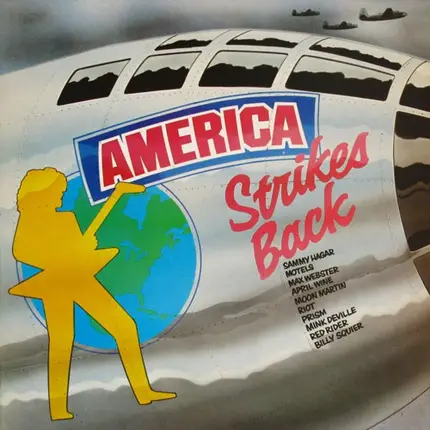 AMERICA
Strikes
Back
SAMMY HAGAR
MOTELS
MAX WEBSTER
APRIL WINE
MOON MARTIN
RIOT
PRISM
MINK DEVILLE
RED RIDER
BILLY SQUIER